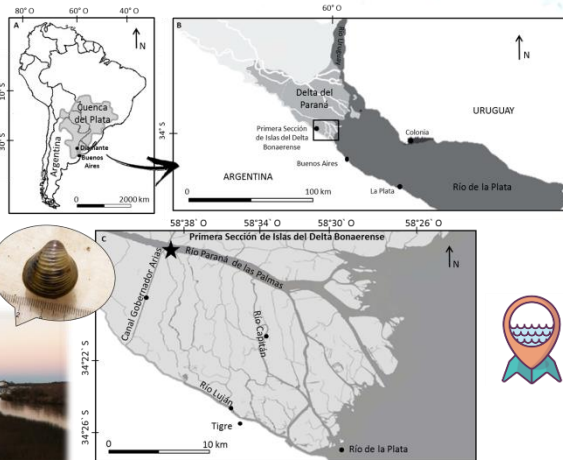 80° O 60° O 40° O
A
N
10° S
30° S
Cuenca
del Plata
Argentina
Diamante
Buenos
Aires
0 2000 km
60° O
B
N
Río Uruguay
Delta del
Paraná
URUGUAY
34° S
Primera Sección
de Islas del Delta
Bonaerense
Colonia
Buenos Aires
ARGENTINA
La Plata
Río de la Plata
0 100 km
58°38´ O 58°34´ O 58°30´ O 58°26´ O
C
Primera Sección de Islas del Delta Bonaerense
N
Río Paraná de las Palmas
Canal Gobernador Arias
Río Capitán
34°22´S
Río Luján
34°26´S
Tigre
Río de la Plata
0 10 km